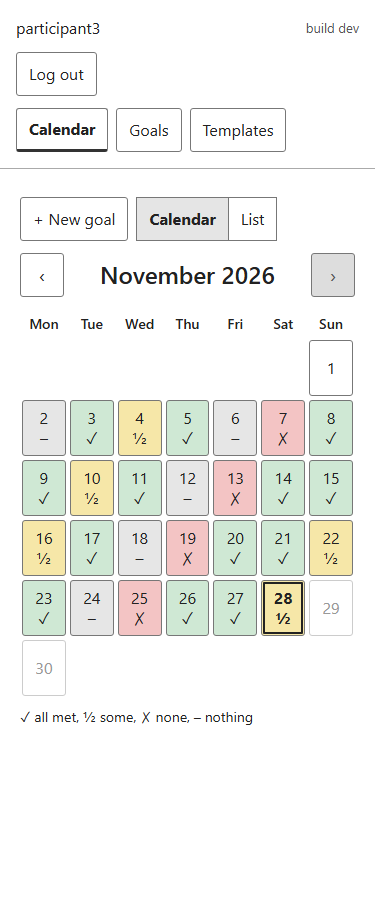 participant3 build dev
Log out
Calendar Goals Templates
+ New goal Calendar List
‹ November 2026 ›
Mon Tue Wed Thu Fri Sat Sun
1
2 3 4 5 6 7 8
– ✓ ½ ✓ – ✗ ✓
9 10 11 12 13 14 15
✓ ½ ✓ – ✗ ✓ ✓
16 17 18 19 20 21 22
½ ✓ – ✗ ✓ ✓ ½
23 24 25 26 27 28 29
✓ – ✗ ✓ ✓ ½
30
✓ all met, ½ some, ✗ none, – nothing